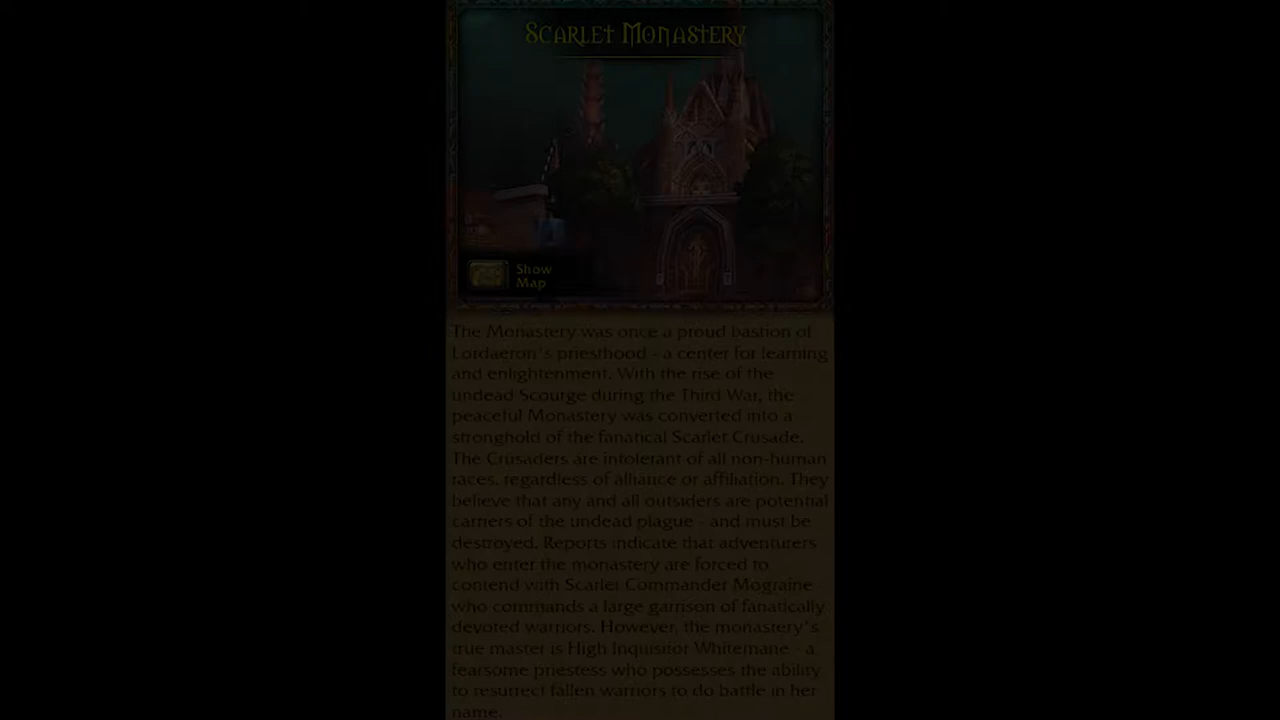 Scarlet Monastery
Show
Map
The Monastery was once a proud bastion of
Lordaeron's priesthood - a center for learning
and enlightenment. With the rise of the
undead Scourge during the Third War, the
peaceful Monastery was converted into a
stronghold of the fanatical Scarlet Crusade.
The Crusaders are intolerant of all non-human
races, regardless of alliance or affiliation. They
believe that any and all outsiders are potential
carriers of the undead plague - and must be
destroyed. Reports indicate that adventurers
who enter the monastery are forced to
contend with Scarlet Commander Mograine
who commands a large garrison of fanatically
devoted warriors. However, the monastery's
true master is High Inquisitor Whitemane - a
fearsome priestess who possesses the ability
to resurrect fallen warriors to do battle in her
name.